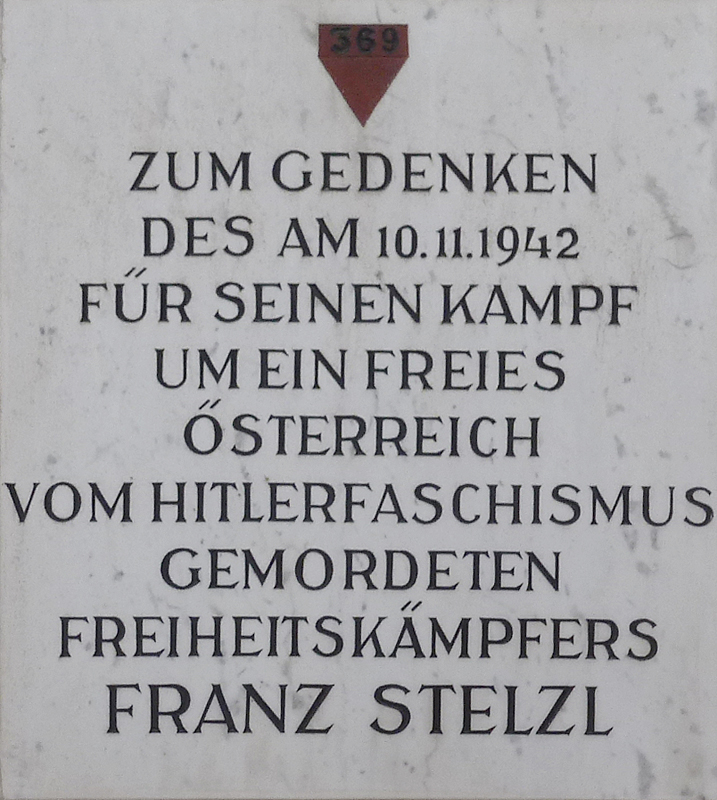 369
ZUM GEDENKEN
DES AM 10.11.1942
FÜR SEINEN KAMPF
UM EIN FREIES
ÖSTERREICH
VOM HITLERFASCHISMUS
GEMORDETEN
FREIHEITSKÄMPFERS
FRANZ STELZL